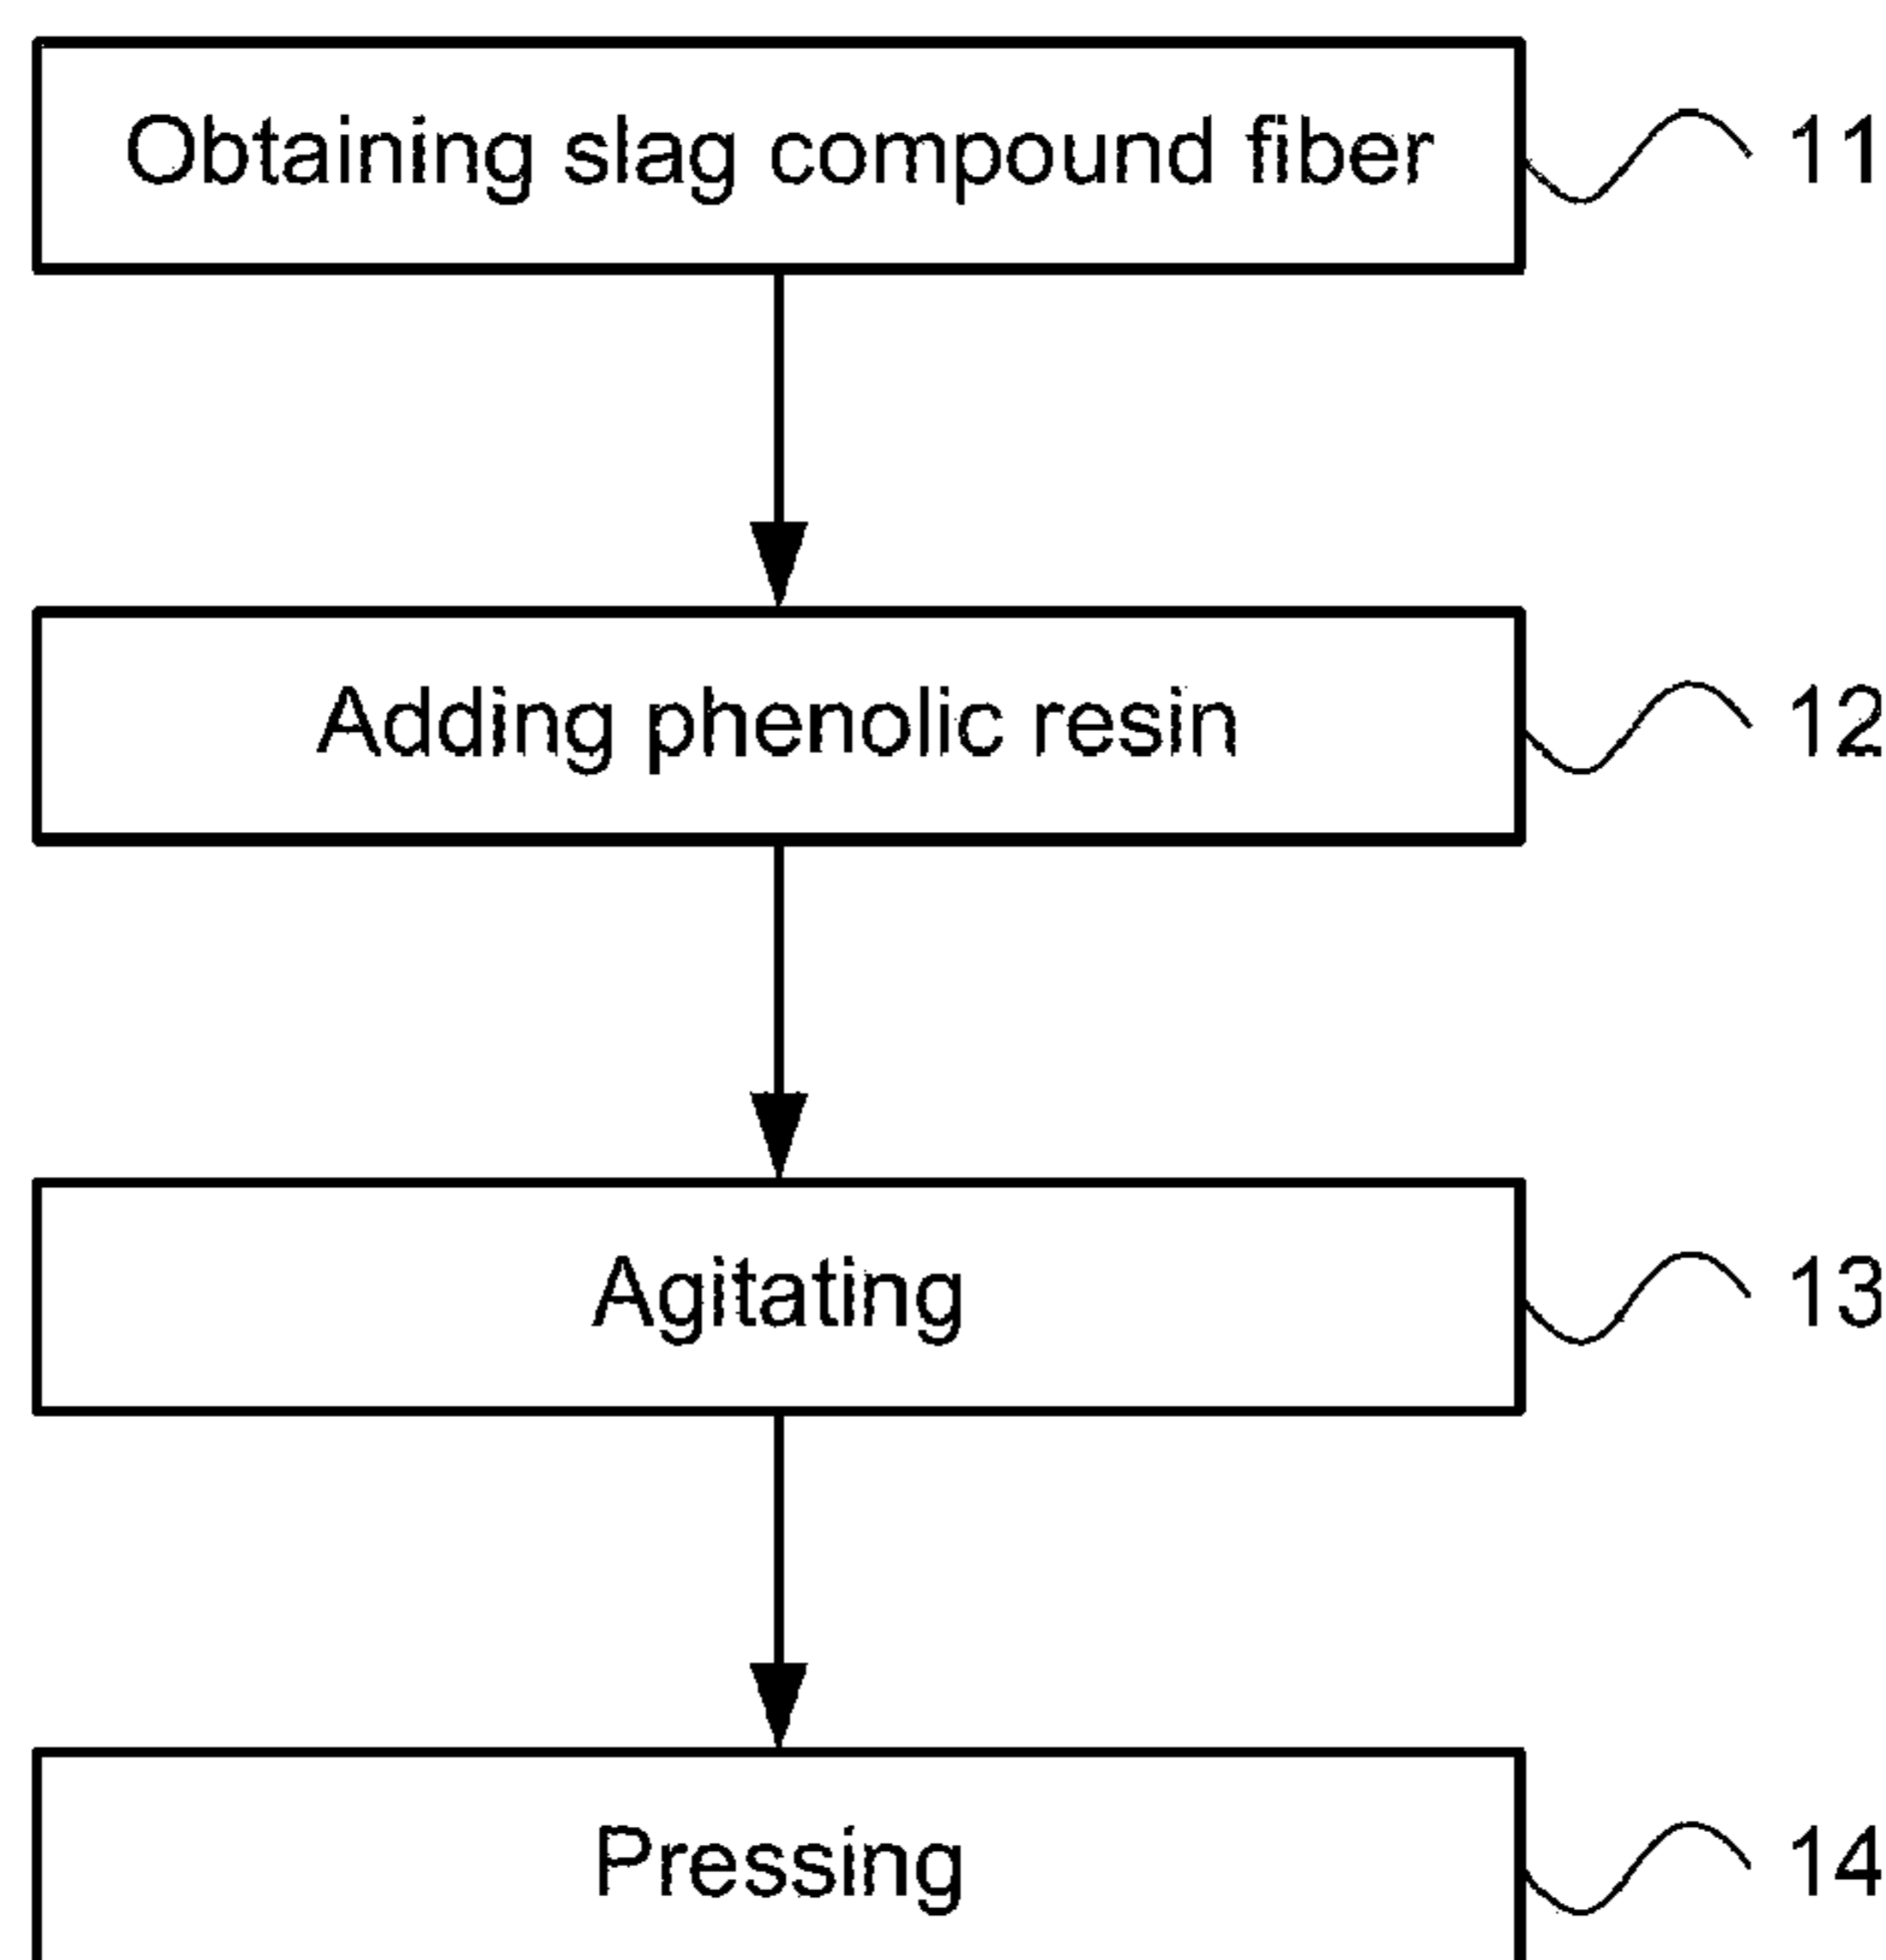 Obtaining slag compound fiber 11
Adding phenolic resin 12
Agitating 13
Pressing 14